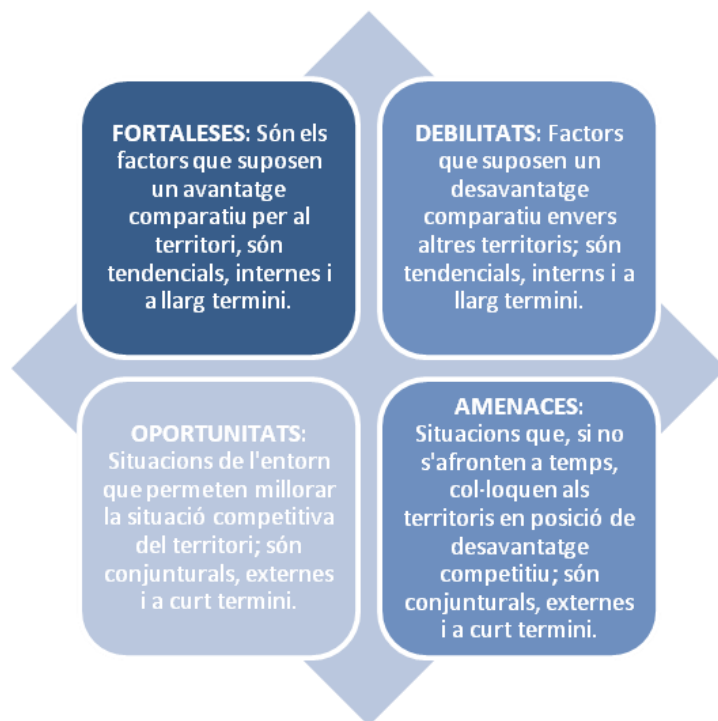 FORTALESES: Són els
factors que suposen
un avantatge
comparatiu per al
territori, són
tendencials, internes i
a llarg termini.
DEBILITATS: Factors
que suposen un
desavantatge
comparatiu envers
altres territoris; són
tendencials, interns i a
llarg termini.
OPORTUNITATS:
Situacions de l'entorn
que permeten millorar
la situació competitiva
del territori; són
conjunturals, externes
i a curt termini.
AMENACES:
Situacions que, si no
s'afronten a temps,
col·loquen als
territoris en posició de
desavantatge
competitiu; són
conjunturals, externes
i a curt termini.